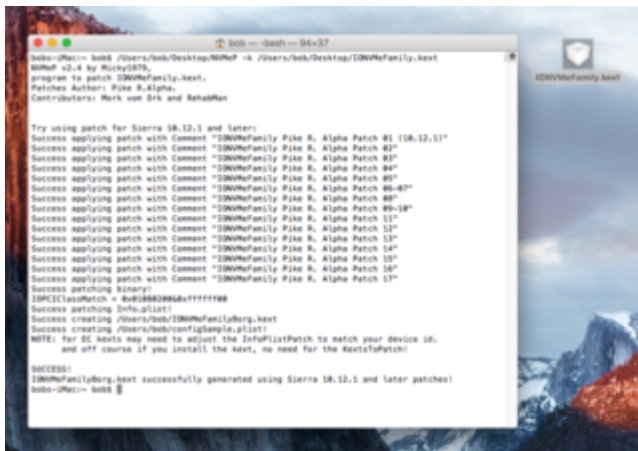 bob — -bash — 94×37
bobs-iMac:~ bob$ /Users/bob/Desktop/NVMeP -k /Users/bob/Desktop/IONVMeFamily.kext
NVMeP v2.4 by Micky1979,
program to patch IONVMeFamily.kext.
Patches Author: Pike R.Alpha.
Contributors: Mork vom Ork and RehabMan
Try using patch for Sierra 10.12.1 and later:
Success applying patch with Comment "IONVMeFamily Pike R. Alpha Patch 01 (10.12.1)"
Success applying patch with Comment "IONVMeFamily Pike R. Alpha Patch 02"
Success applying patch with Comment "IONVMeFamily Pike R. Alpha Patch 03"
Success applying patch with Comment "IONVMeFamily Pike R. Alpha Patch 04"
Success applying patch with Comment "IONVMeFamily Pike R. Alpha Patch 05"
Success applying patch with Comment "IONVMeFamily Pike R. Alpha Patch 06-07"
Success applying patch with Comment "IONVMeFamily Pike R. Alpha Patch 08"
Success applying patch with Comment "IONVMeFamily Pike R. Alpha Patch 09-10"
Success applying patch with Comment "IONVMeFamily Pike R. Alpha Patch 11"
Success applying patch with Comment "IONVMeFamily Pike R. Alpha Patch 12"
Success applying patch with Comment "IONVMeFamily Pike R. Alpha Patch 13"
Success applying patch with Comment "IONVMeFamily Pike R. Alpha Patch 14"
Success applying patch with Comment "IONVMeFamily Pike R. Alpha Patch 15"
Success applying patch with Comment "IONVMeFamily Pike R. Alpha Patch 16"
Success applying patch with Comment "IONVMeFamily Pike R. Alpha Patch 17"
Success patching binary!
IOPCIClassMatch = 0x01080200&0xffffff00
Success patching Info.plist!
Success creating /Users/bob/IONVMeFamilyBorg.kext
Success creating /Users/bob/configSample.plist!
NOTE: for EC kexts may need to adjust the InfoPlistPatch to match your device id.
and off course if you install the kext, no need for the KextsToPatch!
SUCCESS!
IONVMeFamilyBorg.kext successfully generated using Sierra 10.12.1 and later patches!
bobs-iMac:~ bob$
IONVMeFamily.kext